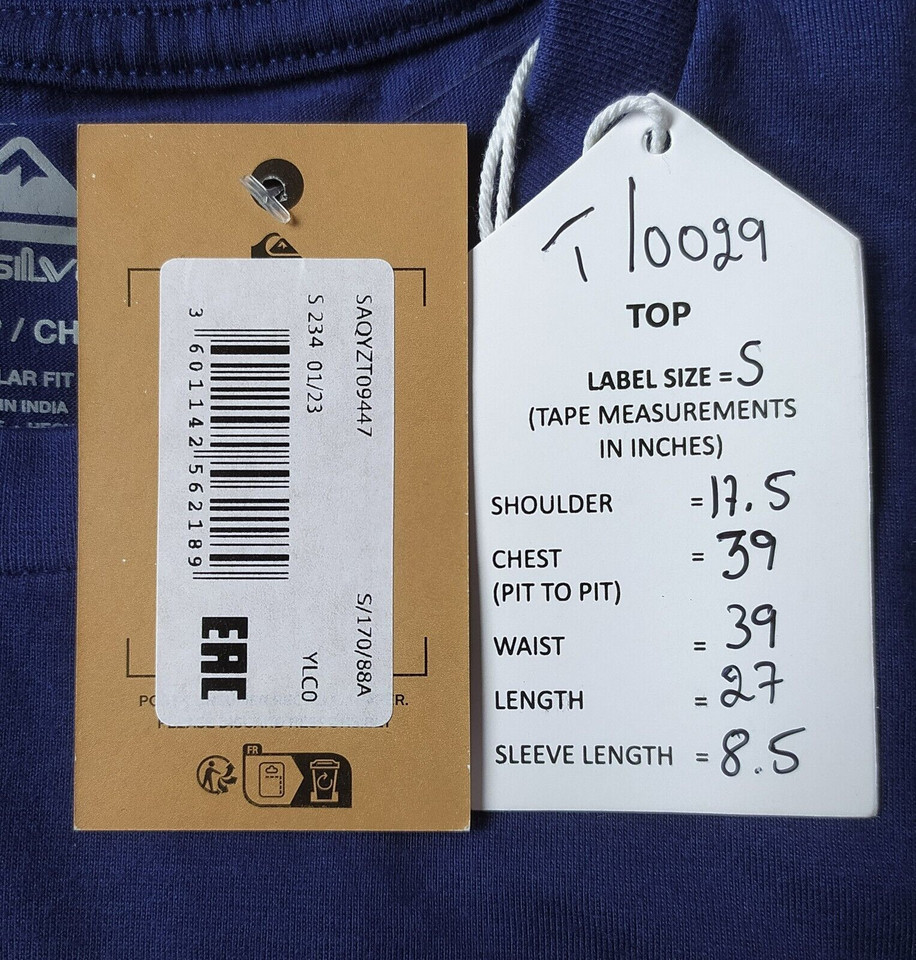 / CH
LAR FIT
IN INDIA
SAQYZT09447
S/170/88A
S 234 01/23
YLC0
3 601142 562189
EAC
FR
T 10029
TOP
LABEL SIZE = S
(TAPE MEASUREMENTS
IN INCHES)
SHOULDER = 17.5
CHEST = 39
(PIT TO PIT)
WAIST = 39
LENGTH = 27
SLEEVE LENGTH = 8.5